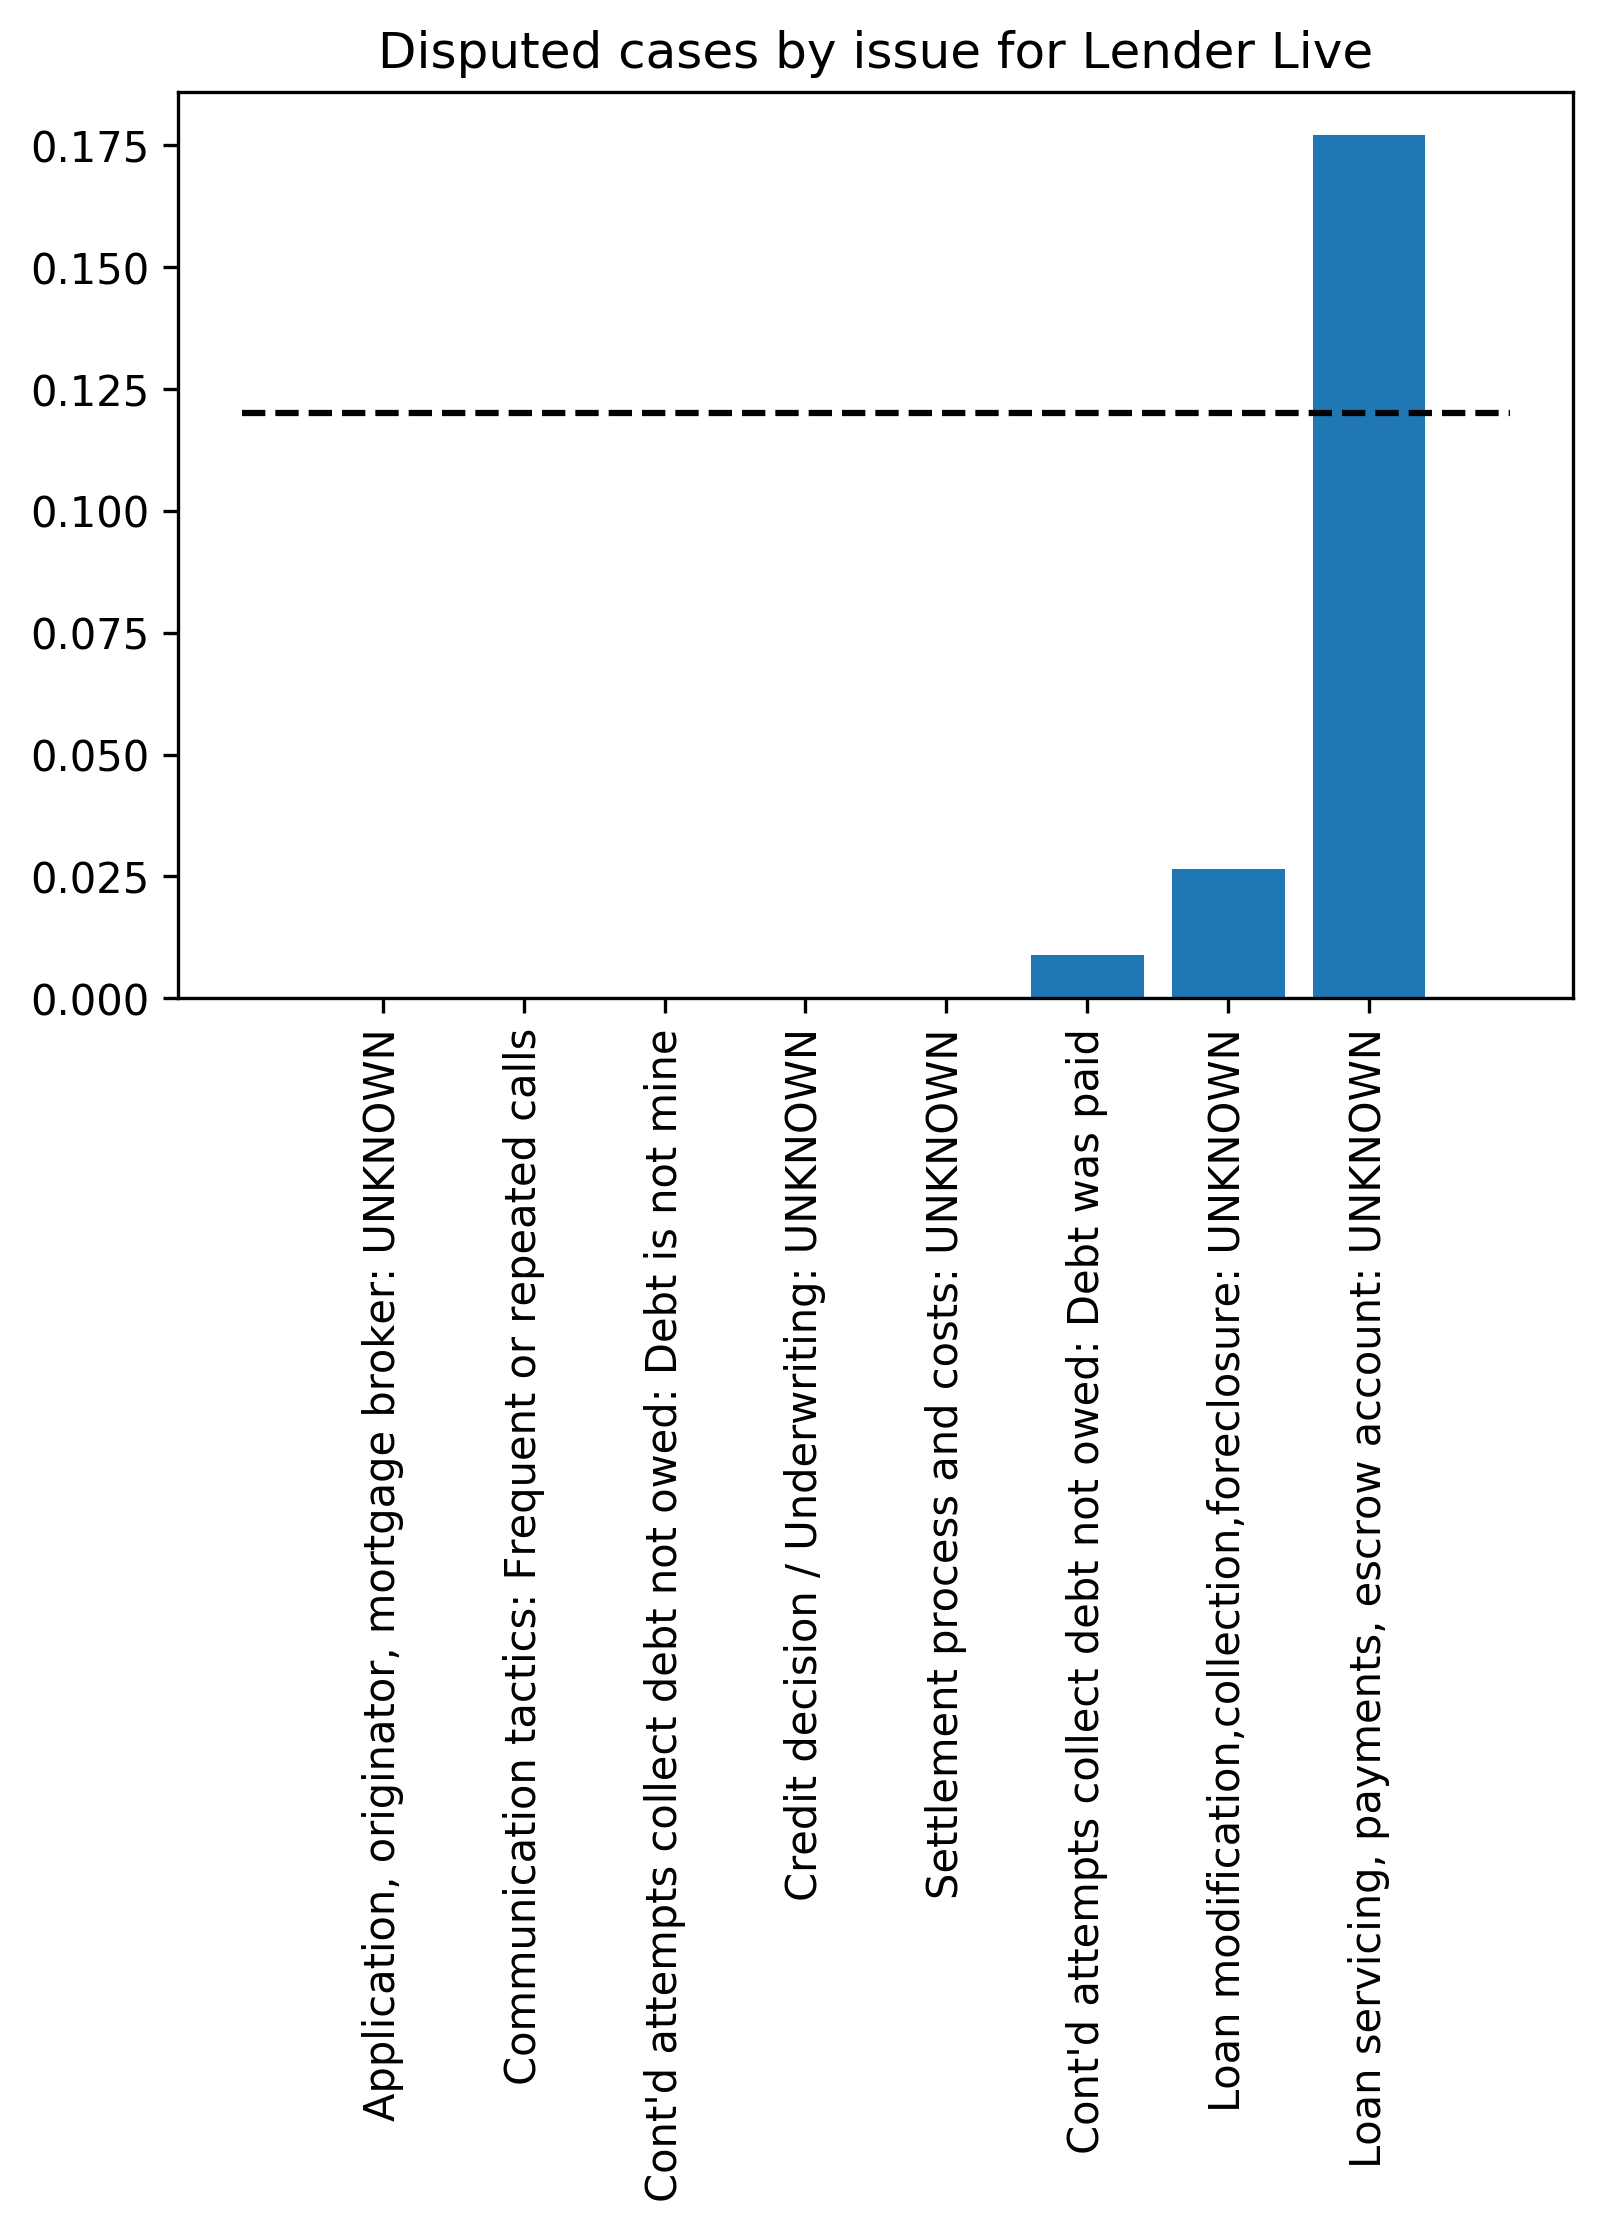 Disputed cases by issue for Lender Live
0.175
0.150
0.125
0.100
0.075
0.050
0.025
0.000
Application, originator, mortgage broker: UNKNOWN
Communication tactics: Frequent or repeated calls
Cont'd attempts collect debt not owed: Debt is not mine
Credit decision / Underwriting: UNKNOWN
Settlement process and costs: UNKNOWN
Cont'd attempts collect debt not owed: Debt was paid
Loan modification,collection,foreclosure: UNKNOWN
Loan servicing, payments, escrow account: UNKNOWN